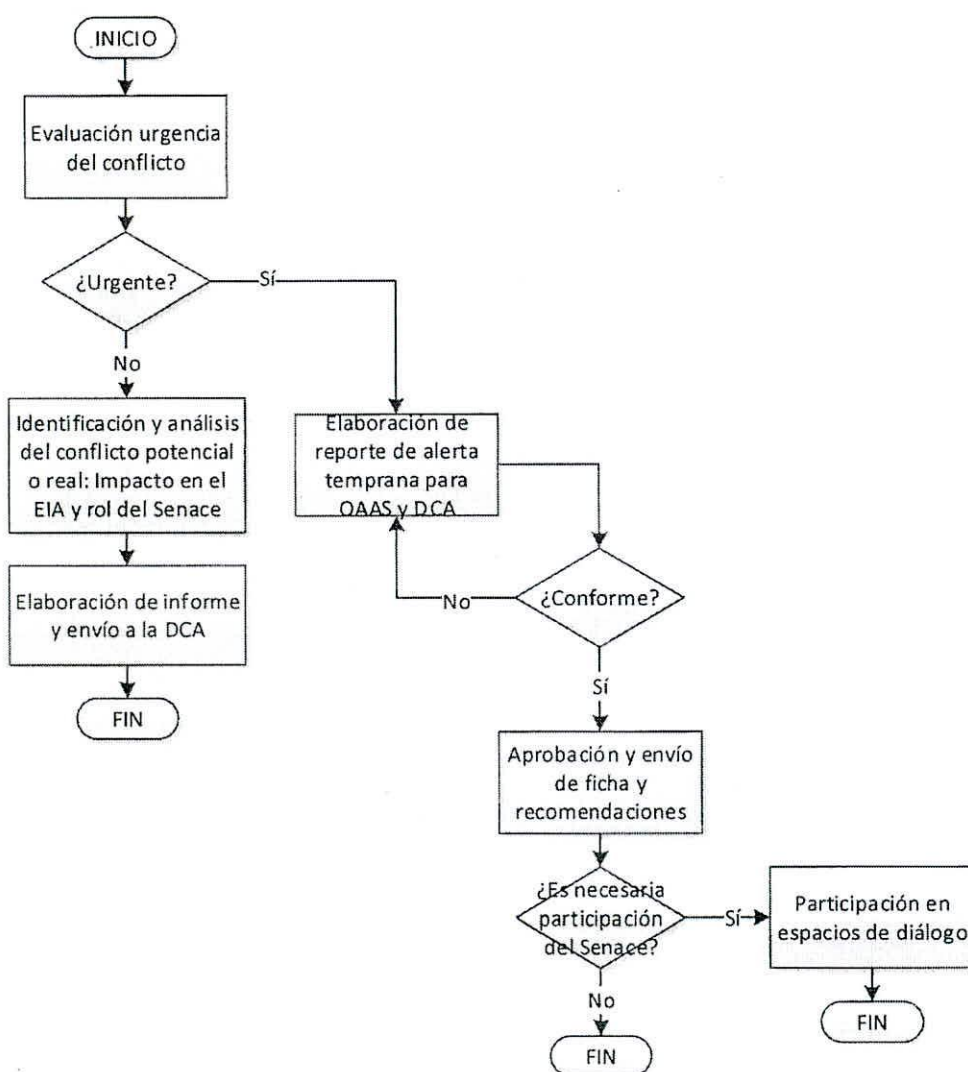 INICIO
Evaluación urgencia
del conflicto
¿Urgente?
Sí
No
Identificación y análisis
del conflicto potencial
o real: Impacto en el
EIA y rol del Senace
Elaboración de informe
y envío a la DCA
FIN
Elaboración de
reporte de alerta
temprana para
OAAS y DCA
¿Conforme?
No
Sí
Aprobación y envío
de ficha y
recomendaciones
¿Es necesaria
participación
del Senace?
Sí
Participación en
espacios de diálogo
FIN
No
FIN